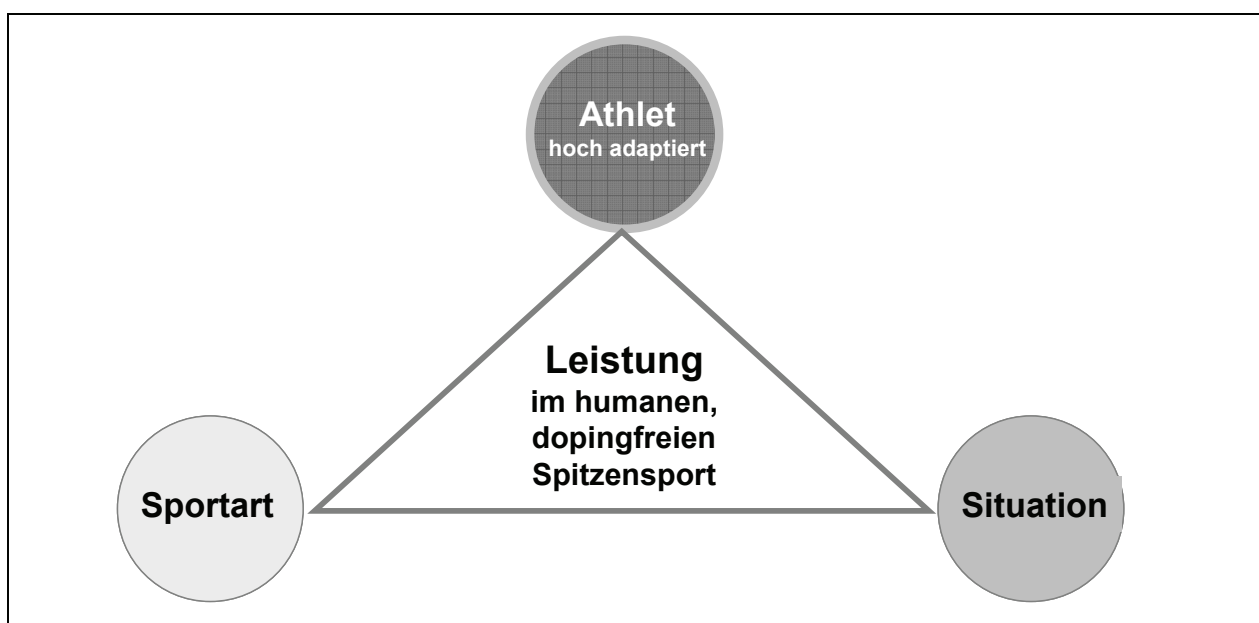 Athlet
hoch adaptiert
Leistung
im humanen,
dopingfreien
Spitzensport
Sportart
Situation